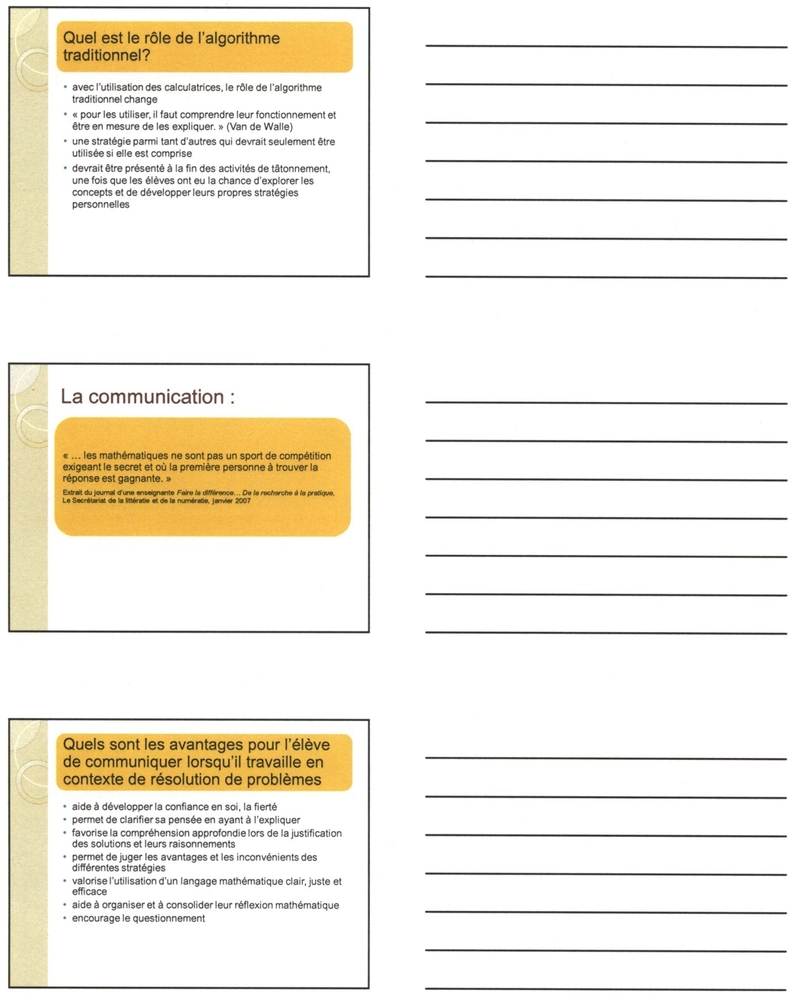 Quel est le rôle de l'algorithme
traditionnel?
• avec l'utilisation des calculatrices, le rôle de l'algorithme
traditionnel change
• « pour les utiliser, il faut comprendre leur fonctionnement et
être en mesure de les expliquer. » (Van de Walle)
• une stratégie parmi tant d'autres qui devrait seulement être
utilisée si elle est comprise
• devrait être présenté à la fin des activités de tâtonnement,
une fois que les élèves ont eu la chance d'explorer les
concepts et de développer leurs propres stratégies
personnelles
La communication :
« ... les mathématiques ne sont pas un sport de compétition
exigeant le secret et où la première personne à trouver la
réponse est gagnante. »
Extrait du journal d'une enseignante Faire la différence... De la recherche à la pratique,
Le Secrétariat de la littératie et de la numératie, janvier 2007
Quels sont les avantages pour l'élève
de communiquer lorsqu'il travaille en
contexte de résolution de problèmes
• aide à développer la confiance en soi, la fierté
• permet de clarifier sa pensée en ayant à l'expliquer
• favorise la compréhension approfondie lors de la justification
des solutions et leurs raisonnements
• permet de juger les avantages et les inconvénients des
différentes stratégies
• valorise l'utilisation d'un langage mathématique clair, juste et
efficace
• aide à organiser et à consolider leur réflexion mathématique
• encourage le questionnement